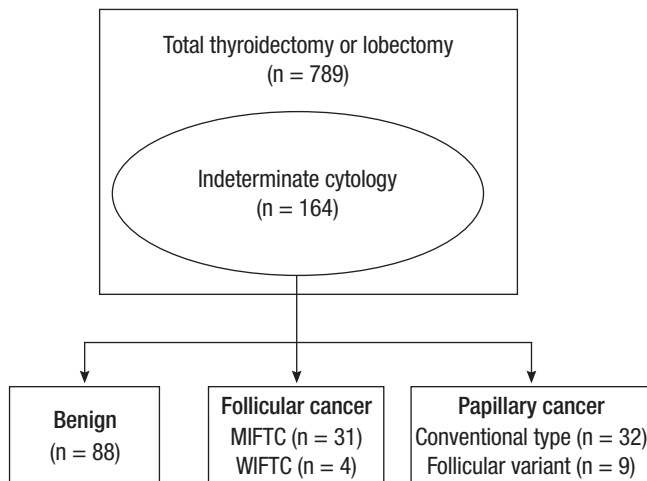 Total thyroidectomy or lobectomy
(n = 789)
Indeterminate cytology
(n = 164)
Benign
(n = 88)
Follicular cancer
MIFTC (n = 31)
WIFTC (n = 4)
Papillary cancer
Conventional type (n = 32)
Follicular variant (n = 9)